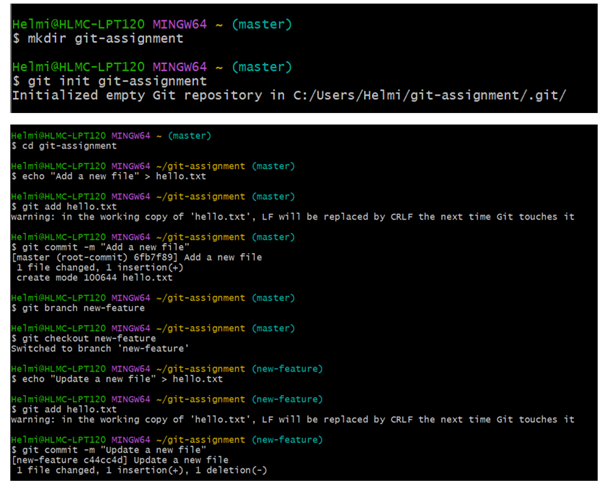 Helmi@HLMC-LPT120 MINGW64 ~ (master)
$ mkdir git-assignment
Helmi@HLMC-LPT120 MINGW64 ~ (master)
$ git init git-assignment
Initialized empty Git repository in C:/Users/Helmi/git-assignment/.git/
Helmi@HLMC-LPT120 MINGW64 ~ (master)
$ cd git-assignment
Helmi@HLMC-LPT120 MINGW64 ~/git-assignment (master)
$ echo "Add a new file" > hello.txt
Helmi@HLMC-LPT120 MINGW64 ~/git-assignment (master)
$ git add hello.txt
warning: in the working copy of 'hello.txt', LF will be replaced by CRLF the next time Git touches it
Helmi@HLMC-LPT120 MINGW64 ~/git-assignment (master)
$ git commit -m "Add a new file"
[master (root-commit) 6fb7f89] Add a new file
1 file changed, 1 insertion(+)
create mode 100644 hello.txt
Helmi@HLMC-LPT120 MINGW64 ~/git-assignment (master)
$ git branch new-feature
Helmi@HLMC-LPT120 MINGW64 ~/git-assignment (master)
$ git checkout new-feature
Switched to branch 'new-feature'
Helmi@HLMC-LPT120 MINGW64 ~/git-assignment (new-feature)
$ echo "Update a new file" > hello.txt
Helmi@HLMC-LPT120 MINGW64 ~/git-assignment (new-feature)
$ git add hello.txt
warning: in the working copy of 'hello.txt', LF will be replaced by CRLF the next time Git touches it
Helmi@HLMC-LPT120 MINGW64 ~/git-assignment (new-feature)
$ git commit -m "Update a new file"
[new-feature c44cc4d] Update a new file
1 file changed, 1 insertion(+), 1 deletion(-)